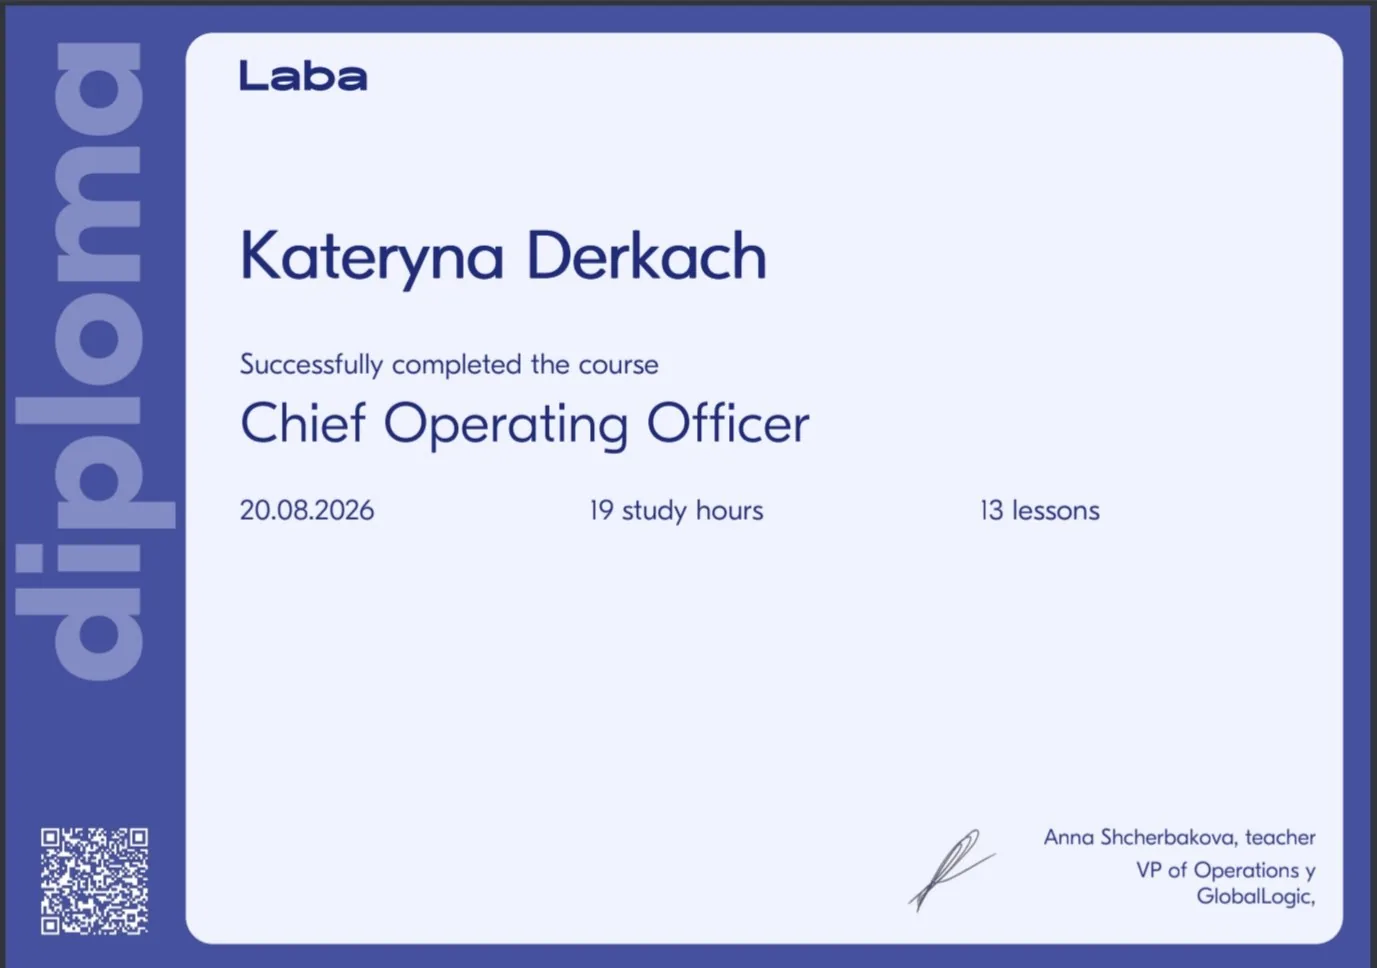 Laba
diploma
Kateryna Derkach
Successfully completed the course
Chief Operating Officer
20.08.2026 19 study hours 13 lessons
Anna Shcherbakova, teacher
VP of Operations y
GlobalLogic,